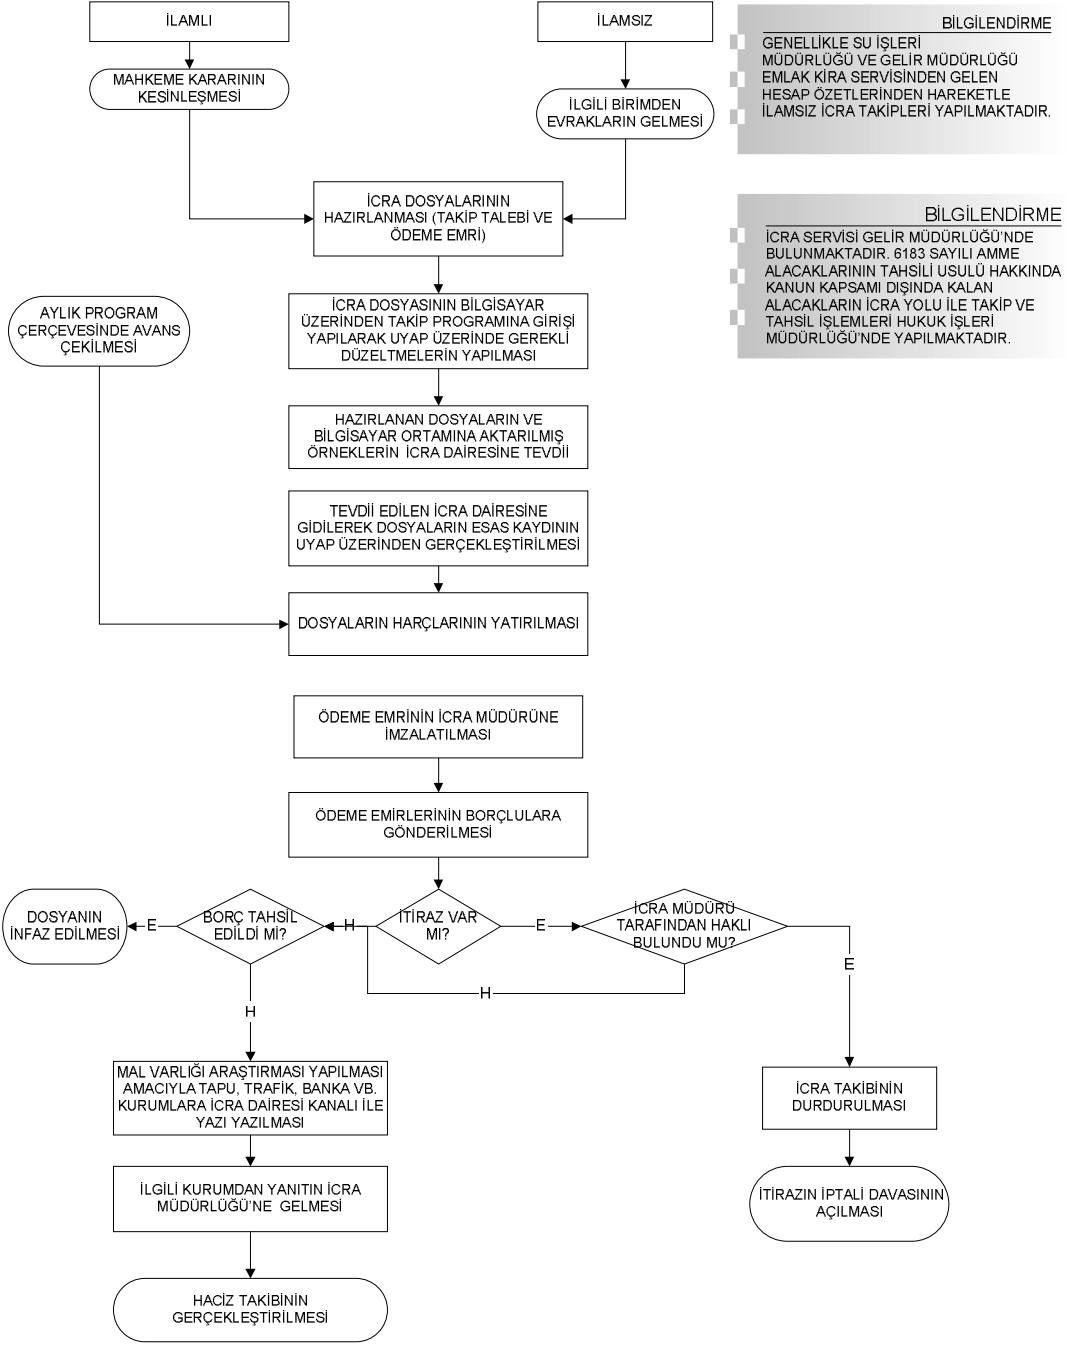 İLAMLI
İLAMSIZ
BİLGİLENDİRME
GENELLİKLE SU İŞLERİ
MÜDÜRLÜĞÜ VE GELİR MÜDÜRLÜĞÜ
EMLAK KİRA SERVİSİNDEN GELEN
HESAP ÖZETLERİNDEN HAREKETLE
İLAMSIZ İCRA TAKİPLERİ YAPILMAKTADIR.
MAHKEME KARARININ
KESİNLEŞMESİ
İLGİLİ BİRİMDEN
EVRAKLARIN GELMESİ
İCRA DOSYALARININ
HAZIRLANMASI (TAKİP TALEBİ VE
ÖDEME EMRİ)
BİLGİLENDİRME
İCRA SERVİSİ GELİR MÜDÜRLÜĞÜ'NDE
BULUNMAKTADIR. 6183 SAYILI AMME
ALACAKLARININ TAHSİLİ USULÜ HAKKINDA
KANUN KAPSAMI DIŞINDA KALAN
ALACAKLARIN İCRA YOLU İLE TAKİP VE
TAHSİL İŞLEMLERİ HUKUK İŞLERİ
MÜDÜRLÜĞÜ'NDE YAPILMAKTADIR.
AYLIK PROGRAM
ÇERÇEVESİNDE AVANS
ÇEKİLMESİ
İCRA DOSYASININ BİLGİSAYAR
ÜZERİNDEN TAKİP PROGRAMINA GİRİŞİ
YAPILARAK UYAP ÜZERİNDE GEREKLİ
DÜZELTMELERİN YAPILMASI
HAZIRLANAN DOSYALARIN VE
BİLGİSAYAR ORTAMINA AKTARILMIŞ
ÖRNEKLERİN İCRA DAİRESİNE TEVDİİ
TEVDİİ EDİLEN İCRA DAİRESİNE
GİDİLEREK DOSYALARIN ESAS KAYDININ
UYAP ÜZERİNDEN GERÇEKLEŞTİRİLMESİ
DOSYALARIN HARÇLARININ YATIRILMASI
ÖDEME EMRİNİN İCRA MÜDÜRÜNE
İMZALATILMASI
ÖDEME EMİRLERİNİN BORÇLULARA
GÖNDERİLMESİ
DOSYANIN
İNFAZ EDİLMESİ
E
BORÇ TAHSİL
EDİLDİ Mİ?
H
İTİRAZ VAR
MI?
E
İCRA MÜDÜRÜ
TARAFINDAN HAKLI
BULUNDU MU?
E
H
H
MAL VARLIĞI ARAŞTIRMASI YAPILMASI
AMACIYLA TAPU, TRAFİK, BANKA VB.
KURUMLARA İCRA DAİRESİ KANALI İLE
YAZI YAZILMASI
İCRA TAKİBİNİN
DURDURULMASI
İLGİLİ KURUMDAN YANITIN İCRA
MÜDÜRLÜĞÜ'NE GELMESİ
İTİRAZIN İPTALİ DAVASININ
AÇILMASI
HACİZ TAKİBİNİN
GERÇEKLEŞTİRİLMESİ